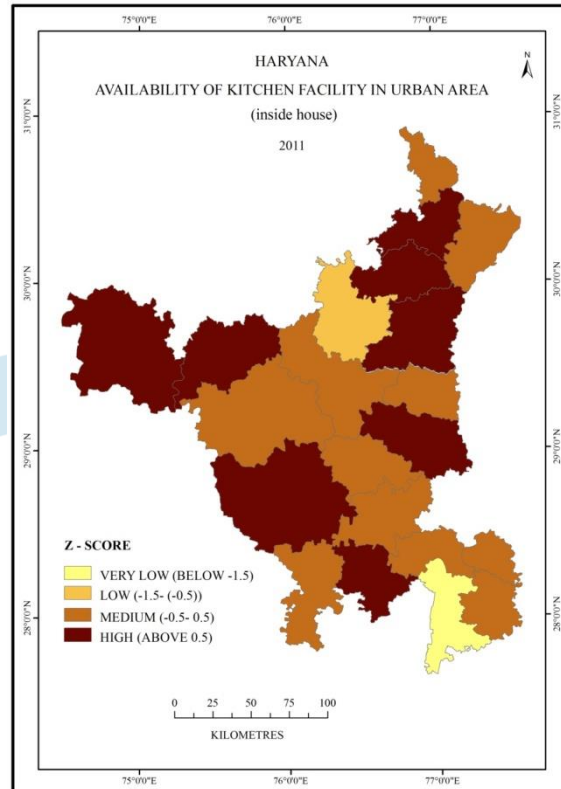 75°0'0"E 76°0'0"E 77°0'0"E
N
HARYANA
AVAILABILITY OF KITCHEN FACILITY IN URBAN AREA
(inside house)
2011
31°0'0"N 31°0'0"N
30°0'0"N 30°0'0"N
29°0'0"N 29°0'0"N
28°0'0"N 28°0'0"N
Z - SCORE
VERY LOW (BELOW -1.5)
LOW (-1.5- (-0.5))
MEDIUM (-0.5- 0.5)
HIGH (ABOVE 0.5)
0 25 50 75 100
KILOMETRES
75°0'0"E 76°0'0"E 77°0'0"E